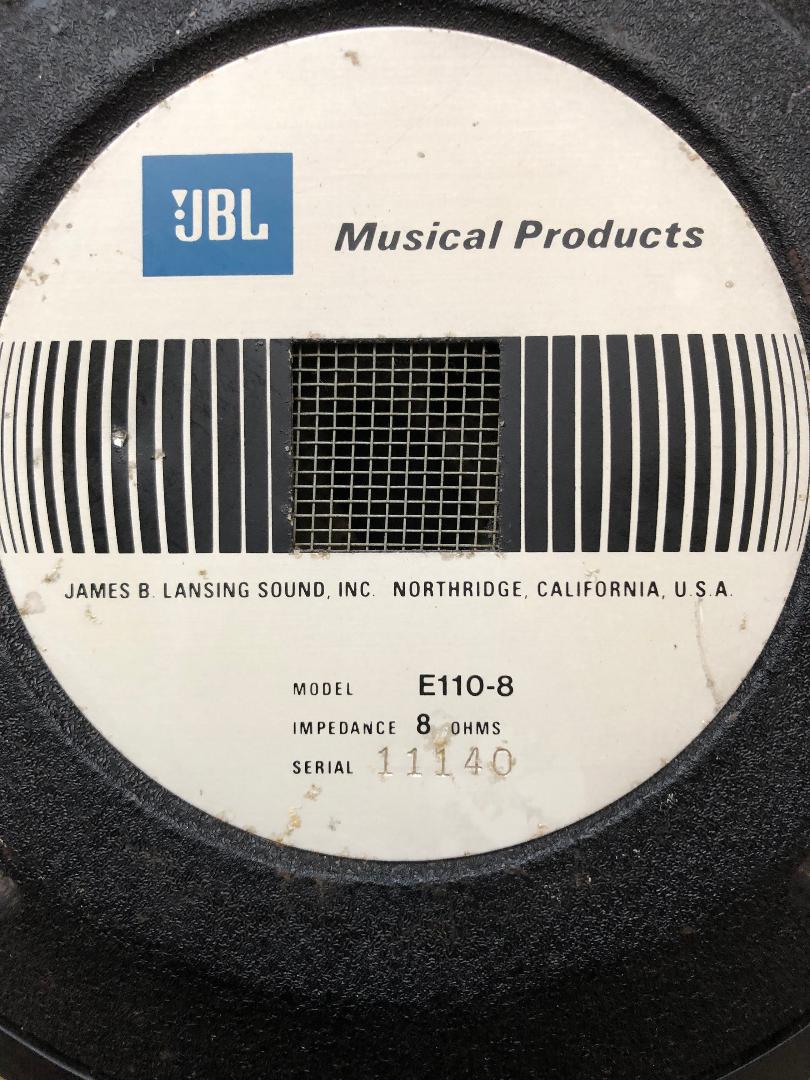 JBL
Musical Products
JAMES B. LANSING SOUND, INC. NORTHRIDGE, CALIFORNIA, U.S.A.
MODEL E110-8
IMPEDANCE 8 OHMS
SERIAL 11140